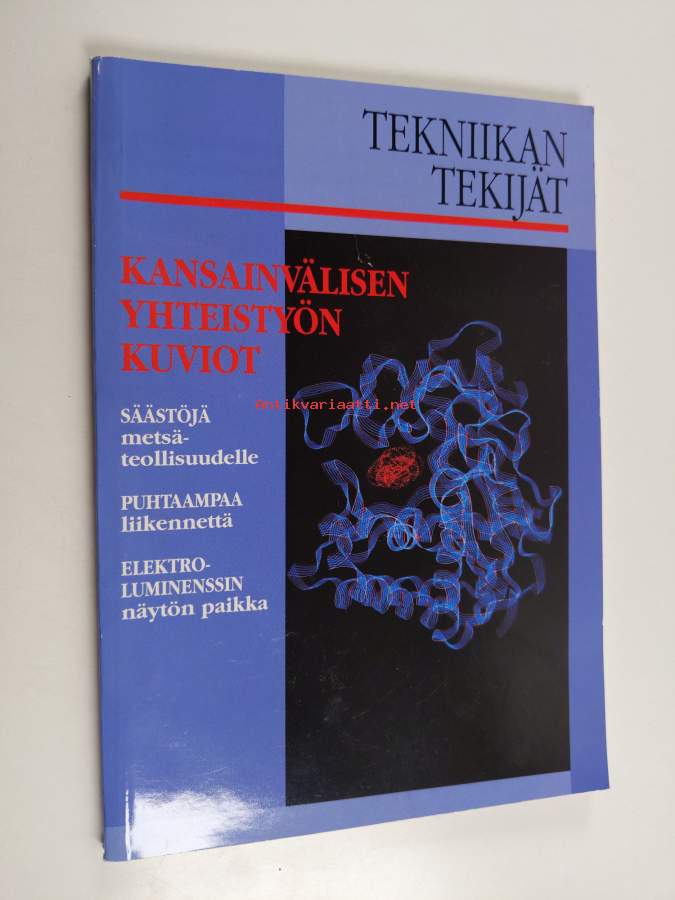 TEKNIIKAN
TEKIJÄT
KANSAINVÄLISEN
YHTEISTYÖN
KUVIOT
SÄÄSTÖJÄ
metsä-
teollisuudelle
PUHTAAMPAA
liikennettä
ELEKTRO-
LUMINENSSIN
näytön paikka
Antikvariaatti.net